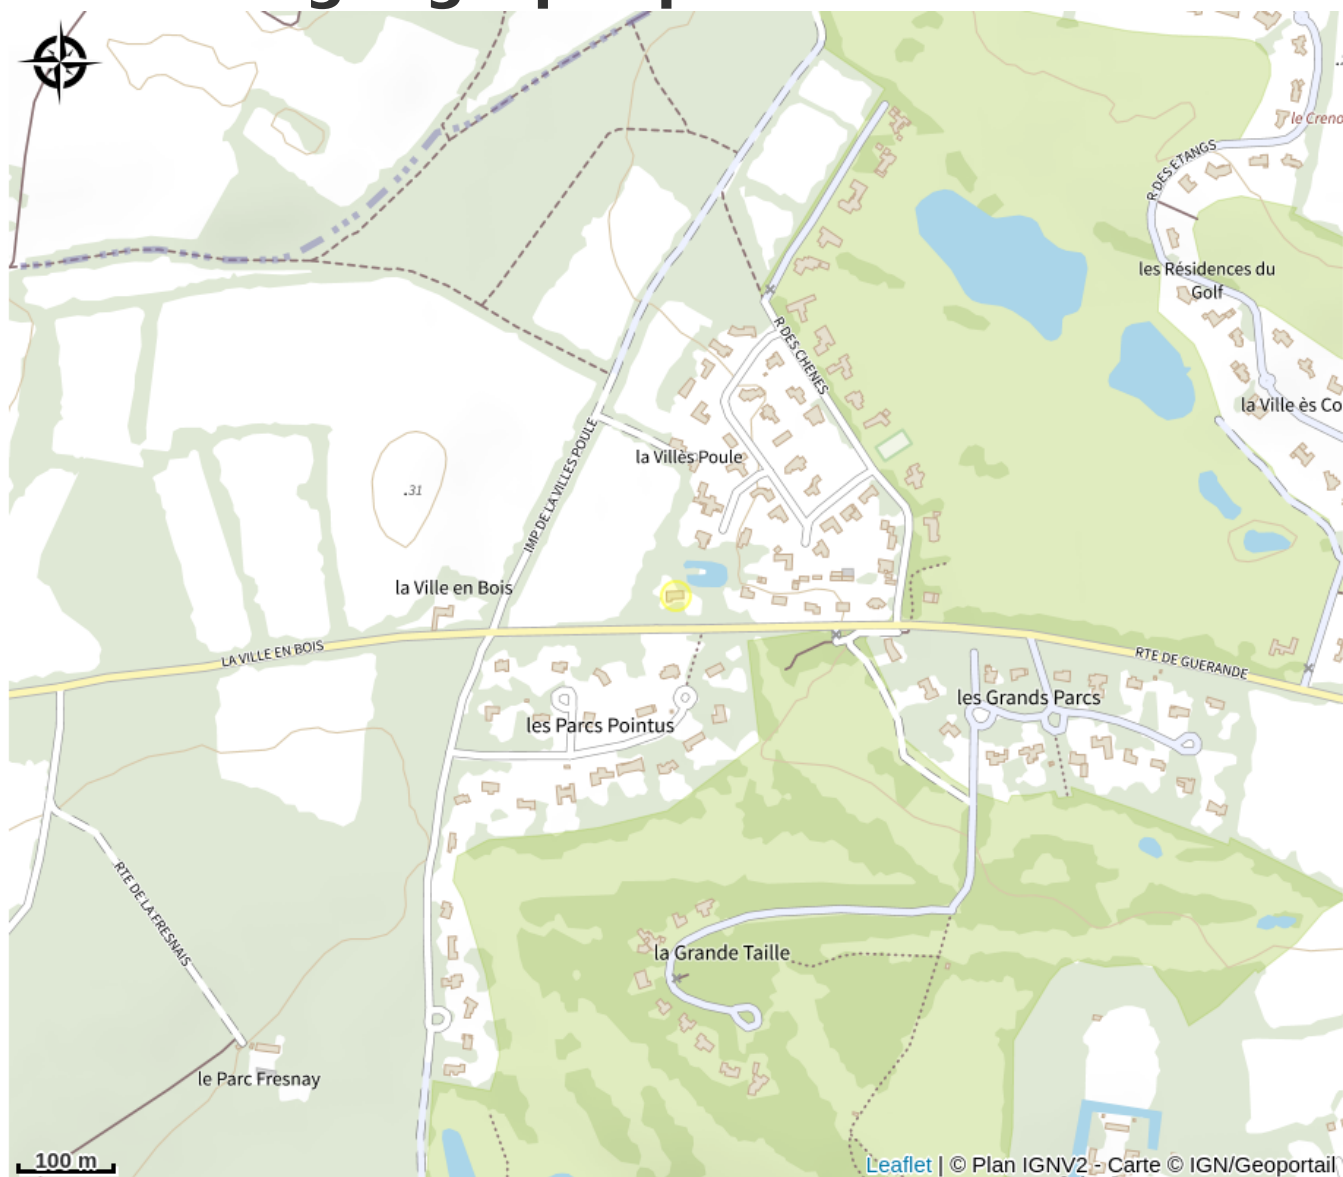 R DES ETANGS
le Creno
les Résidences du
Golf
R DES CHENES
la Ville ès Co
IMP DE LA VILLES POULE
la Villès Poule
.31
la Ville en Bois
LA VILLE EN BOIS
RTE DE GUERANDE
les Grands Parcs
les Parcs Pointus
RTE DE LA FRESNAIS
la Grande Taille
le Parc Fresnay
100 m
Leaflet | © Plan IGNV2 - Carte © IGN/Geoportail